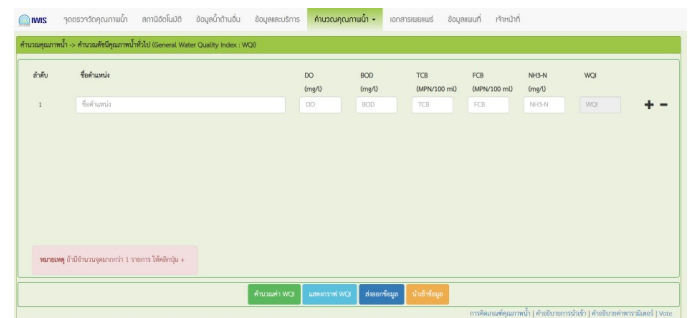 IWIS จุดตรวจวัดคุณภาพน้ำ สถานีอัตโนมัติ ข้อมูลน้ำด้านอื่น ข้อมูลและบริการ คำนวณคุณภาพน้ำ เอกสารเผยแพร่ ข้อมูลแผนที่ เจ้าหน้าที่
คำนวณคุณภาพน้ำ -> คำนวณดัชนีคุณภาพน้ำทั่วไป (General Water Quality Index : WQI)
ลำดับ ชื่อตำแหน่ง DO BOD TCB FCB NH3-N WQI
(mg/l) (mg/l) (MPN/100 ml) (MPN/100 ml) (mg/l)
1 ชื่อตำแหน่ง DO BOD TCB FCB NH3-N WQI + -
หมายเหตุ ถ้ามีจำนวนจุดมากกว่า 1 รายการ ให้คลิกปุ่ม +
คำนวณค่า WQI แสดงกราฟ WQI ส่งออกข้อมูล นำเข้าข้อมูล
การคิดเกณฑ์คุณภาพน้ำ | คำอธิบายการนำเข้า | คำอธิบายค่าพารามิเตอร์ | Vote